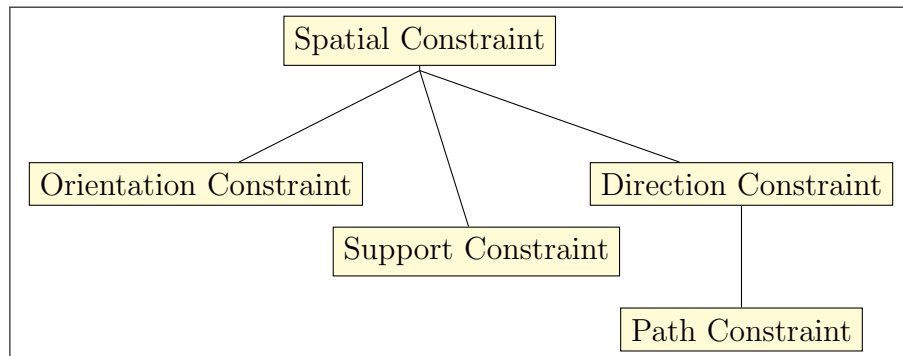 Spatial Constraint
Orientation Constraint
Direction Constraint
Support Constraint
Path Constraint